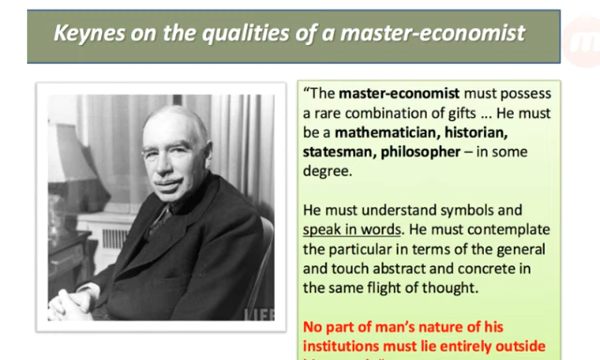 Keynes on the qualities of a master-economist
“The master-economist must possess
a rare combination of gifts ... He must
be a mathematician, historian,
statesman, philosopher – in some
degree.
He must understand symbols and
speak in words. He must contemplate
the particular in terms of the general
and touch abstract and concrete in
the same flight of thought.
No part of man’s nature of his
institutions must lie entirely outside
LIFE